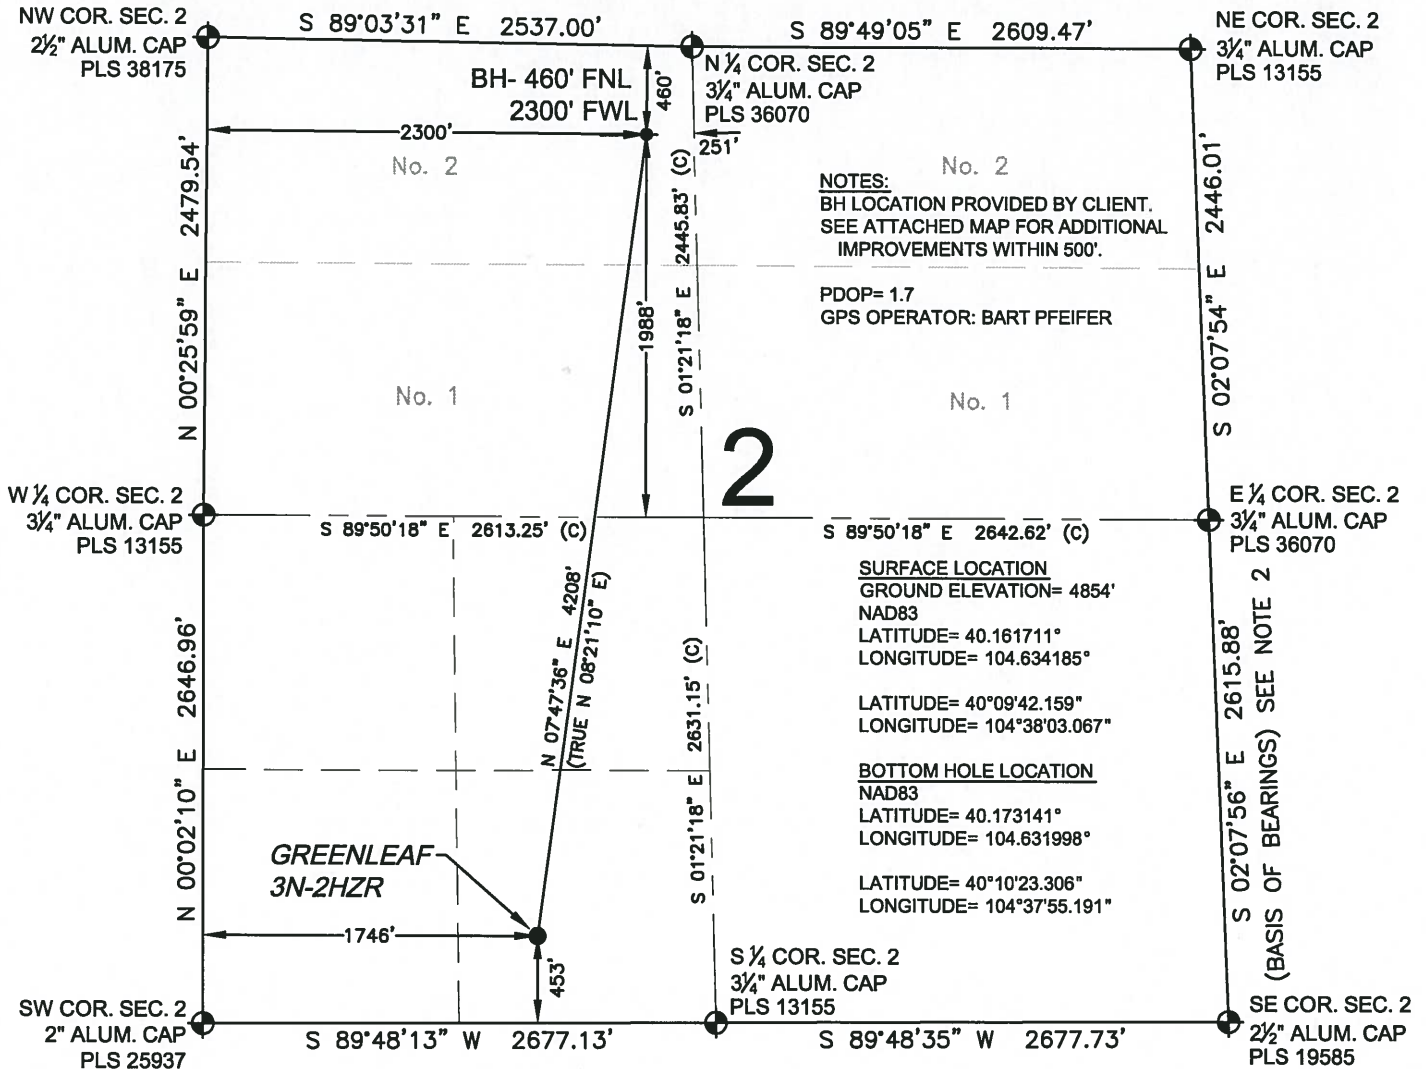 NW COR. SEC. 2
2½" ALUM. CAP
PLS 38175
S 89°03'31" E 2537.00'
S 89°49'05" E 2609.47'
NE COR. SEC. 2
3¼" ALUM. CAP
PLS 13155
N ¼ COR. SEC. 2
3¼" ALUM. CAP
PLS 36070
BH- 460' FNL
2300' FWL
460'
2300'
251'
No. 2
No. 2
N 00°25'59" E 2479.54'
S 01°21'18" E 2445.83' (C)
S 02°07'54" E 2446.01'
NOTES:
BH LOCATION PROVIDED BY CLIENT.
SEE ATTACHED MAP FOR ADDITIONAL
IMPROVEMENTS WITHIN 500'.
PDOP= 1.7
GPS OPERATOR: BART PFEIFER
1988'
No. 1
No. 1
2
W ¼ COR. SEC. 2
3¼" ALUM. CAP
PLS 13155
S 89°50'18" E 2613.25' (C)
S 89°50'18" E 2642.62' (C)
E ¼ COR. SEC. 2
3¼" ALUM. CAP
PLS 36070
SURFACE LOCATION
GROUND ELEVATION= 4854'
NAD83
LATITUDE= 40.161711°
LONGITUDE= 104.634185°
LATITUDE= 40°09'42.159"
LONGITUDE= 104°38'03.067"
BOTTOM HOLE LOCATION
NAD83
LATITUDE= 40.173141°
LONGITUDE= 104.631998°
LATITUDE= 40°10'23.306"
LONGITUDE= 104°37'55.191"
N 07°47'36" E 4208'
(TRUE N 08°21'10" E)
N 00°02'10" E 2646.96'
S 01°21'18" E 2631.15' (C)
S 02°07'56" E 2615.88'
(BASIS OF BEARINGS) SEE NOTE 2
GREENLEAF
3N-2HZR
1746'
453'
S ¼ COR. SEC. 2
3¼" ALUM. CAP
PLS 13155
SW COR. SEC. 2
2" ALUM. CAP
PLS 25937
S 89°48'13" W 2677.13'
S 89°48'35" W 2677.73'
SE COR. SEC. 2
2½" ALUM. CAP
PLS 19585